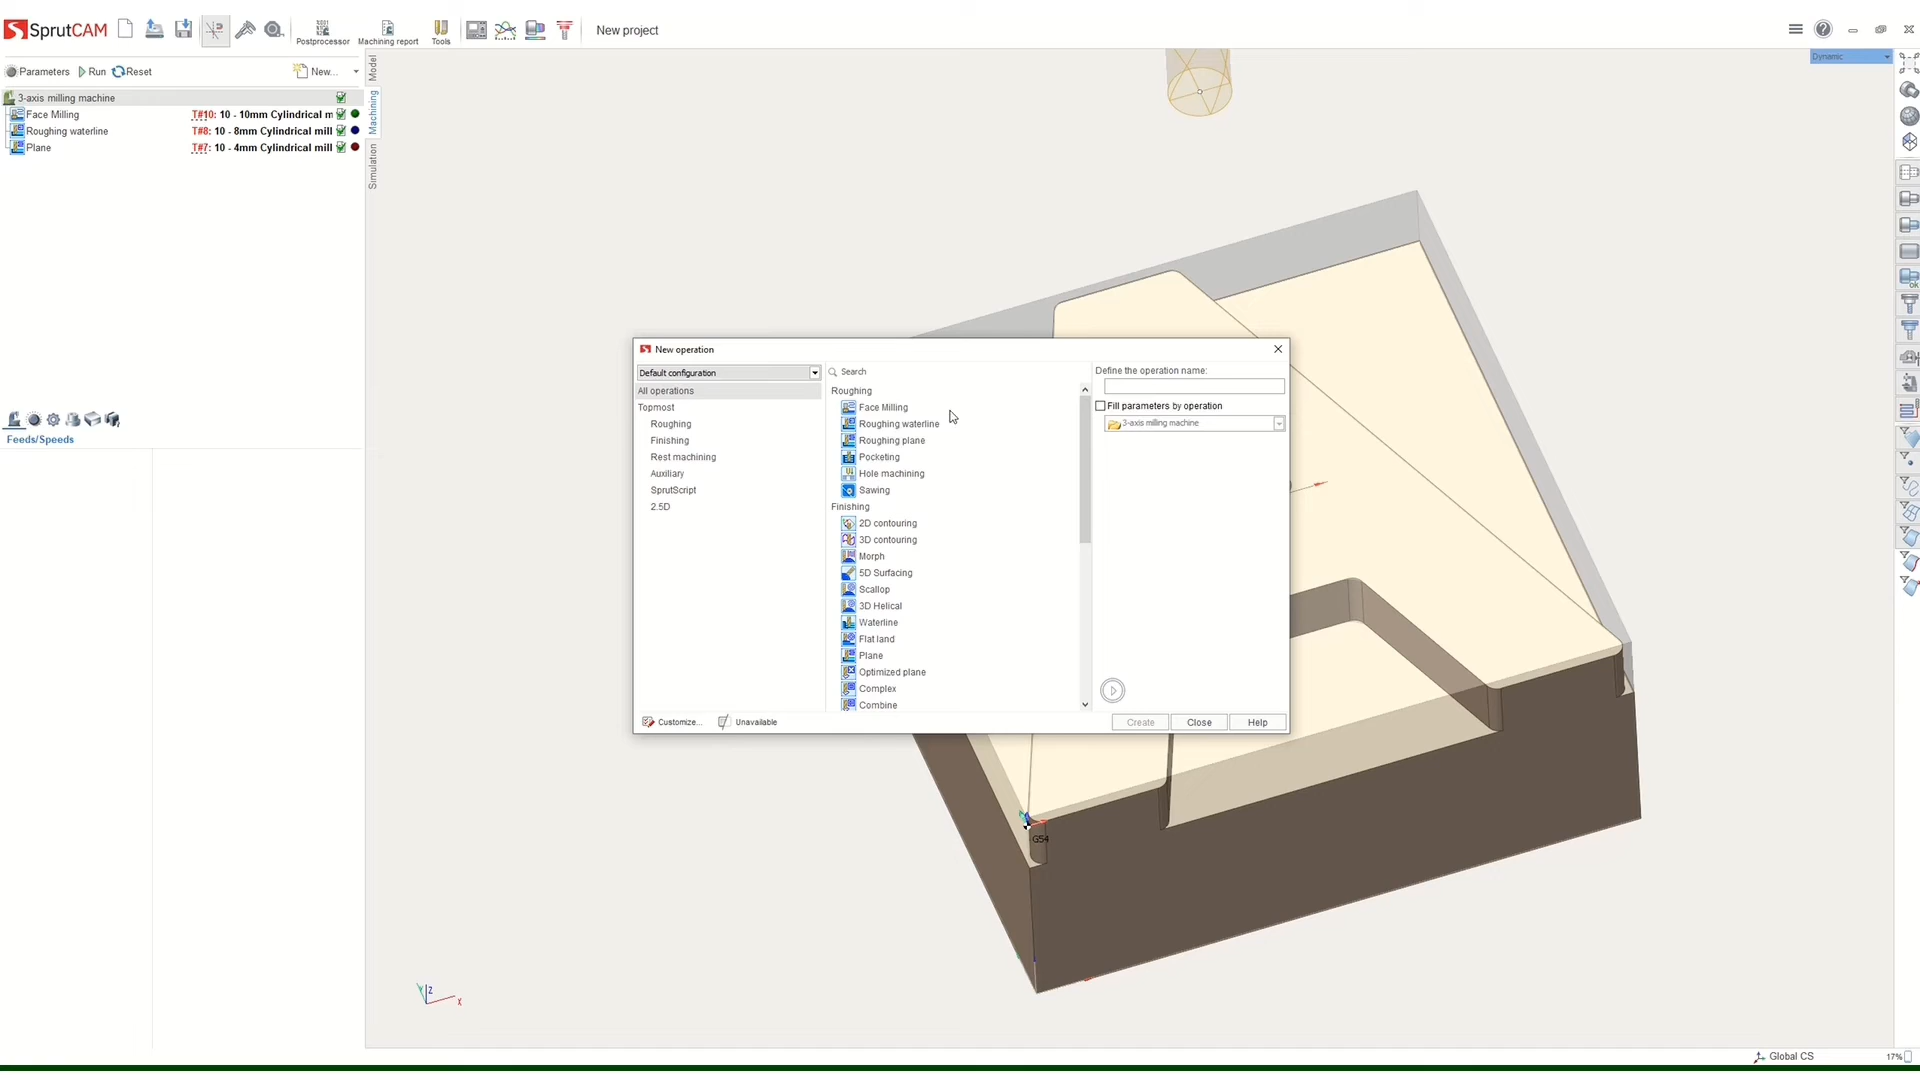 SprutCAM
Postprocessor
Machining report
Tools
New project
Parameters
Run
Reset
New...
Dynamic
Model
Machining
Simulation
3-axis milling machine
Face Milling
T#10: 10 - 10mm Cylindrical m
Roughing waterline
T#8: 10 - 8mm Cylindrical mill
Plane
T#7: 10 - 4mm Cylindrical mill
Feeds/Speeds
New operation
Default configuration
All operations
Topmost
Roughing
Finishing
Rest machining
Auxiliary
SprutScript
2.5D
Search
Roughing
Face Milling
Roughing waterline
Roughing plane
Pocketing
Hole machining
Sawing
Finishing
2D contouring
3D contouring
Morph
5D Surfacing
Scallop
3D Helical
Waterline
Flat land
Plane
Optimized plane
Complex
Combine
Define the operation name:
Fill parameters by operation
3-axis milling machine
Customize...
Unavailable
Create
Close
Help
G54
Y
Z
X
Global CS
17%